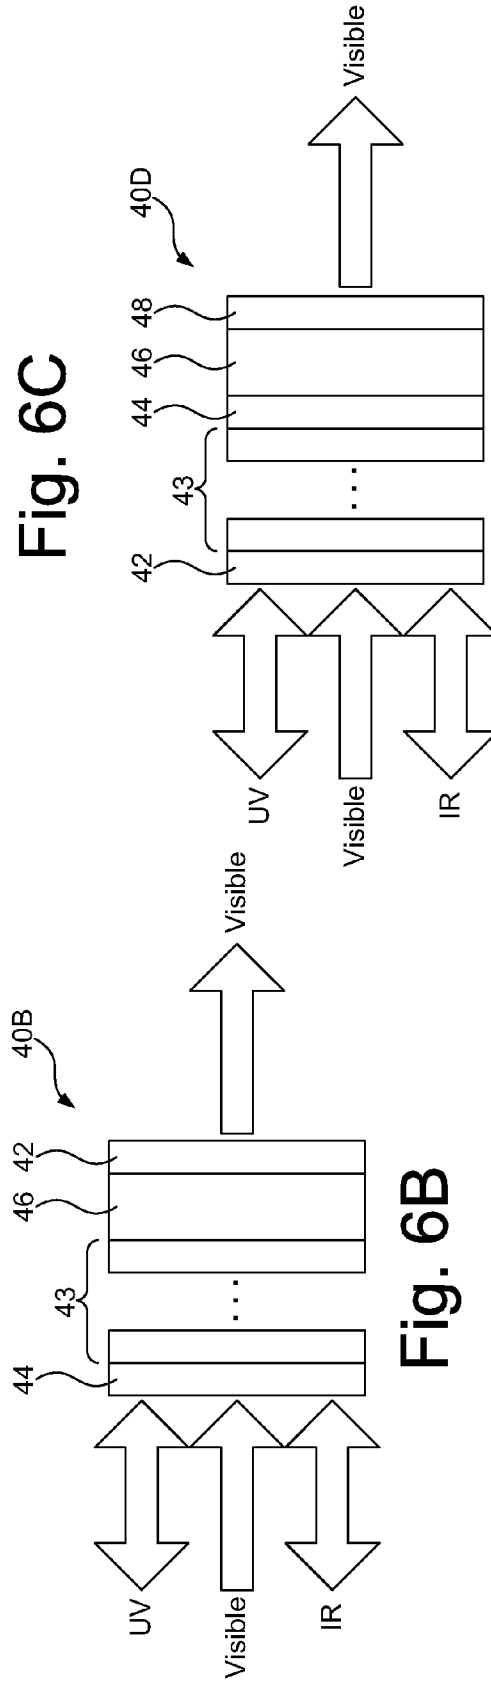 40B
44
43
46
42
. . .
UV
Visible
IR
Visible
Fig. 6B
Fig. 6C
40D
42
43
44
46
48
. . .
UV
Visible
IR
Visible